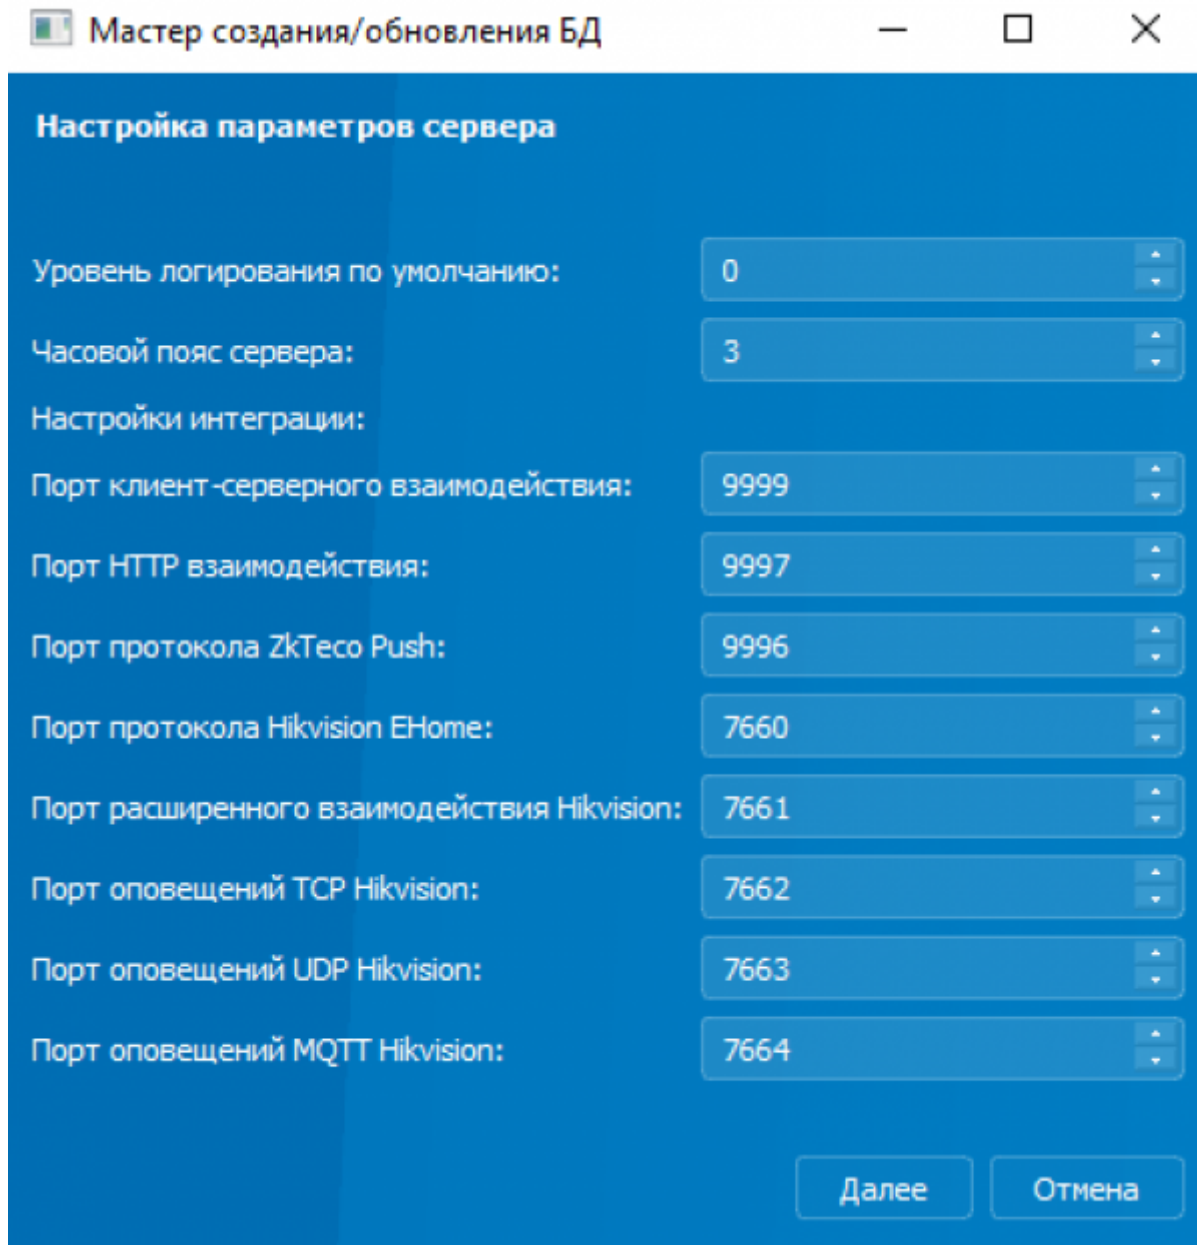 Мастер создания/обновления БД
Настройка параметров сервера
Уровень логирования по умолчанию: 0
Часовой пояс сервера: 3
Настройки интеграции:
Порт клиент-серверного взаимодействия: 9999
Порт HTTP взаимодействия: 9997
Порт протокола ZkTeco Push: 9996
Порт протокола Hikvision EHome: 7660
Порт расширенного взаимодействия Hikvision: 7661
Порт оповещений TCP Hikvision: 7662
Порт оповещений UDP Hikvision: 7663
Порт оповещений MQTT Hikvision: 7664
Далее Отмена